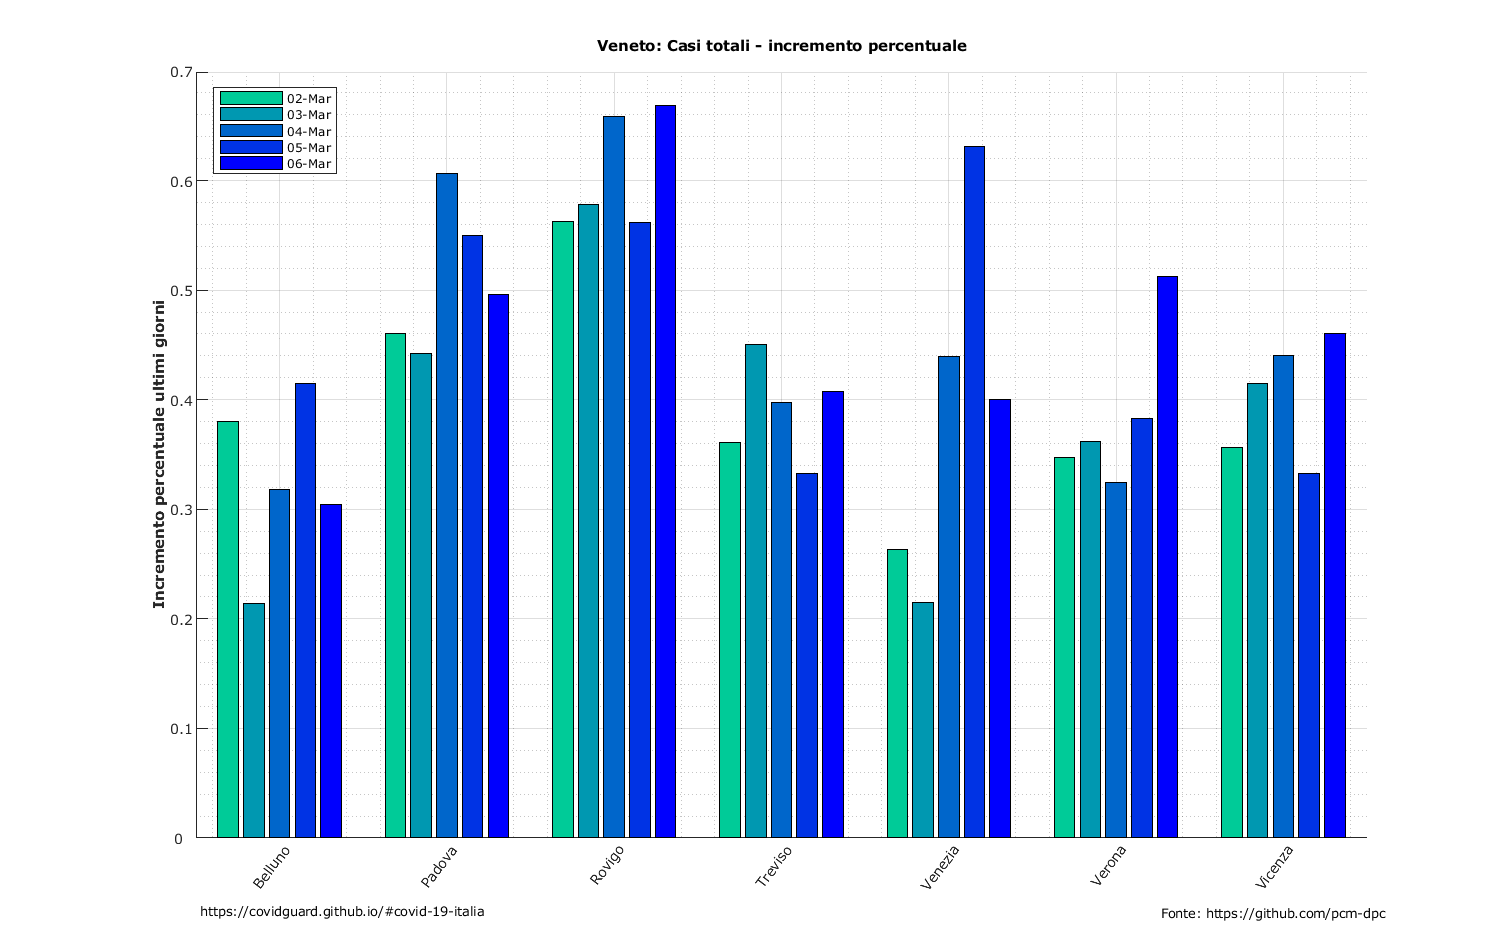 Veneto: Casi totali - incremento percentuale
0.7
0.6
0.5
0.4
0.3
0.2
0.1
0
Incremento percentuale ultimi giorni
02-Mar
03-Mar
04-Mar
05-Mar
06-Mar
Belluno
Padova
Rovigo
Treviso
Venezia
Verona
Vicenza
https://covidguard.github.io/#covid-19-italia
Fonte: https://github.com/pcm-dpc